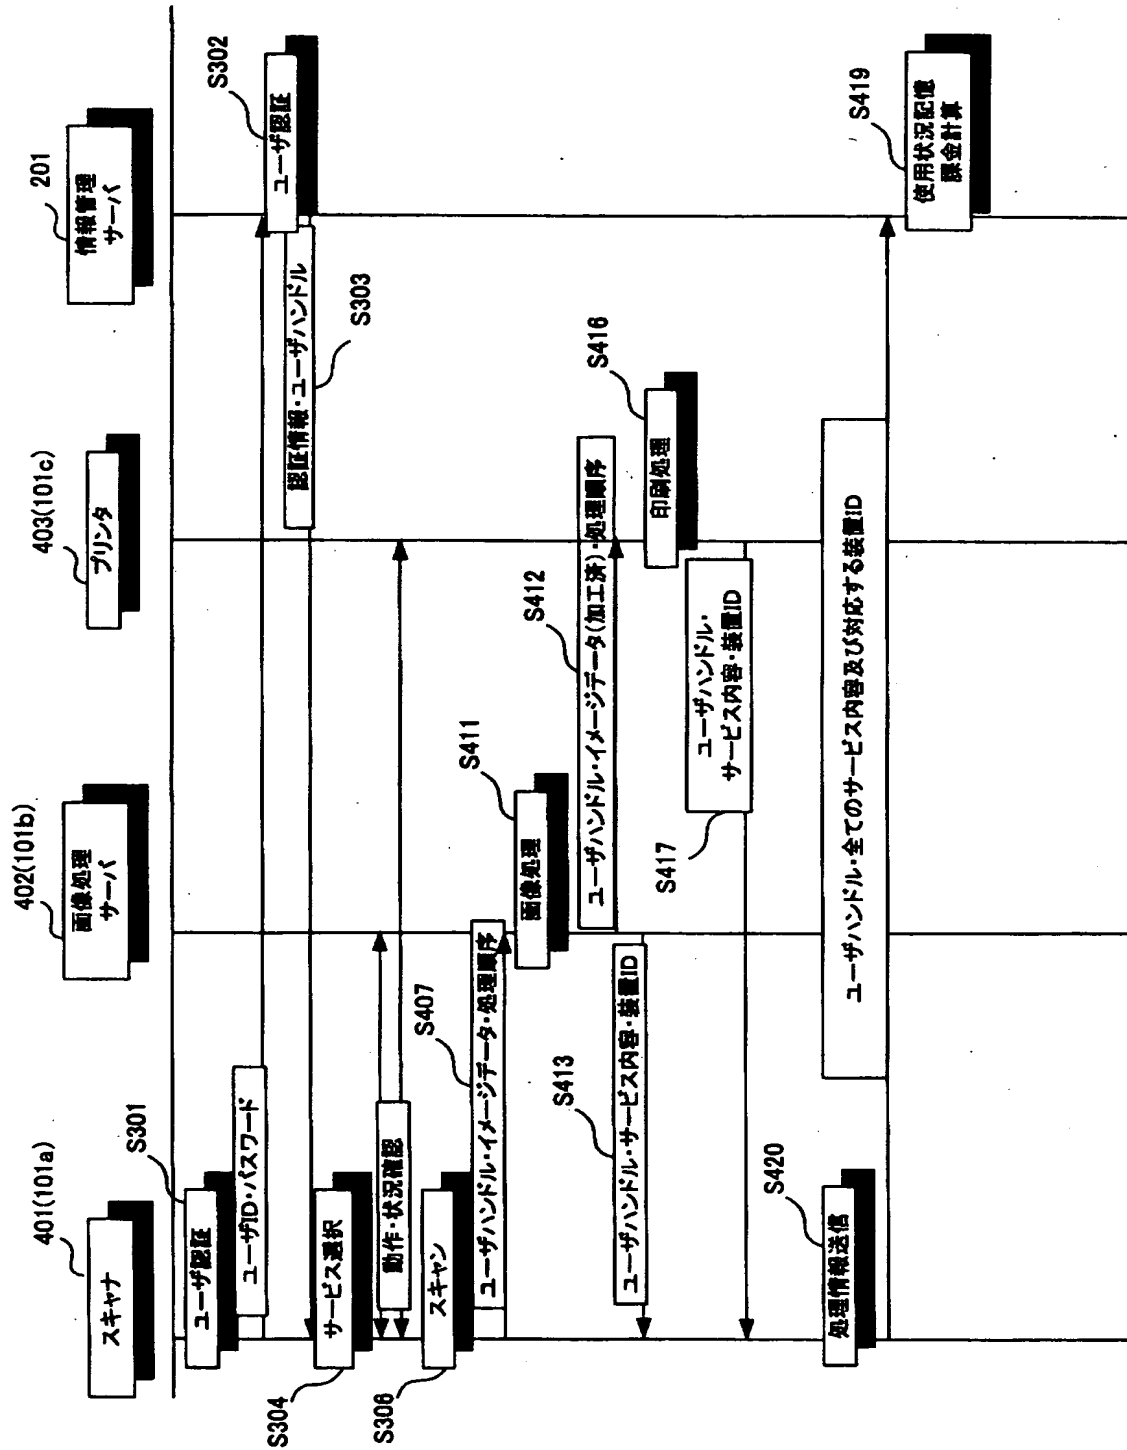 401(101a)
スキャナ
402(101b)
画像処理
サーバ
403(101c)
プリンタ
201
情報管理
サーバ
S301
ユーザ認証
ユーザID・パスワード
S302
ユーザ認証
認証情報・ユーザハンドル
S303
サービス選択
S304
動作・状況確認
スキャン
S306
ユーザハンドル・イメージデータ・処理順序
S407
画像処理
S411
ユーザハンドル・イメージデータ(加工済)・処理順序
S412
ユーザハンドル・サービス内容・装置ID
S413
印刷処理
S416
ユーザハンドル・
サービス内容・装置ID
S417
処理情報送信
S420
ユーザハンドル・全てのサービス内容及び対応する装置ID
使用状況記憶
課金計算
S419